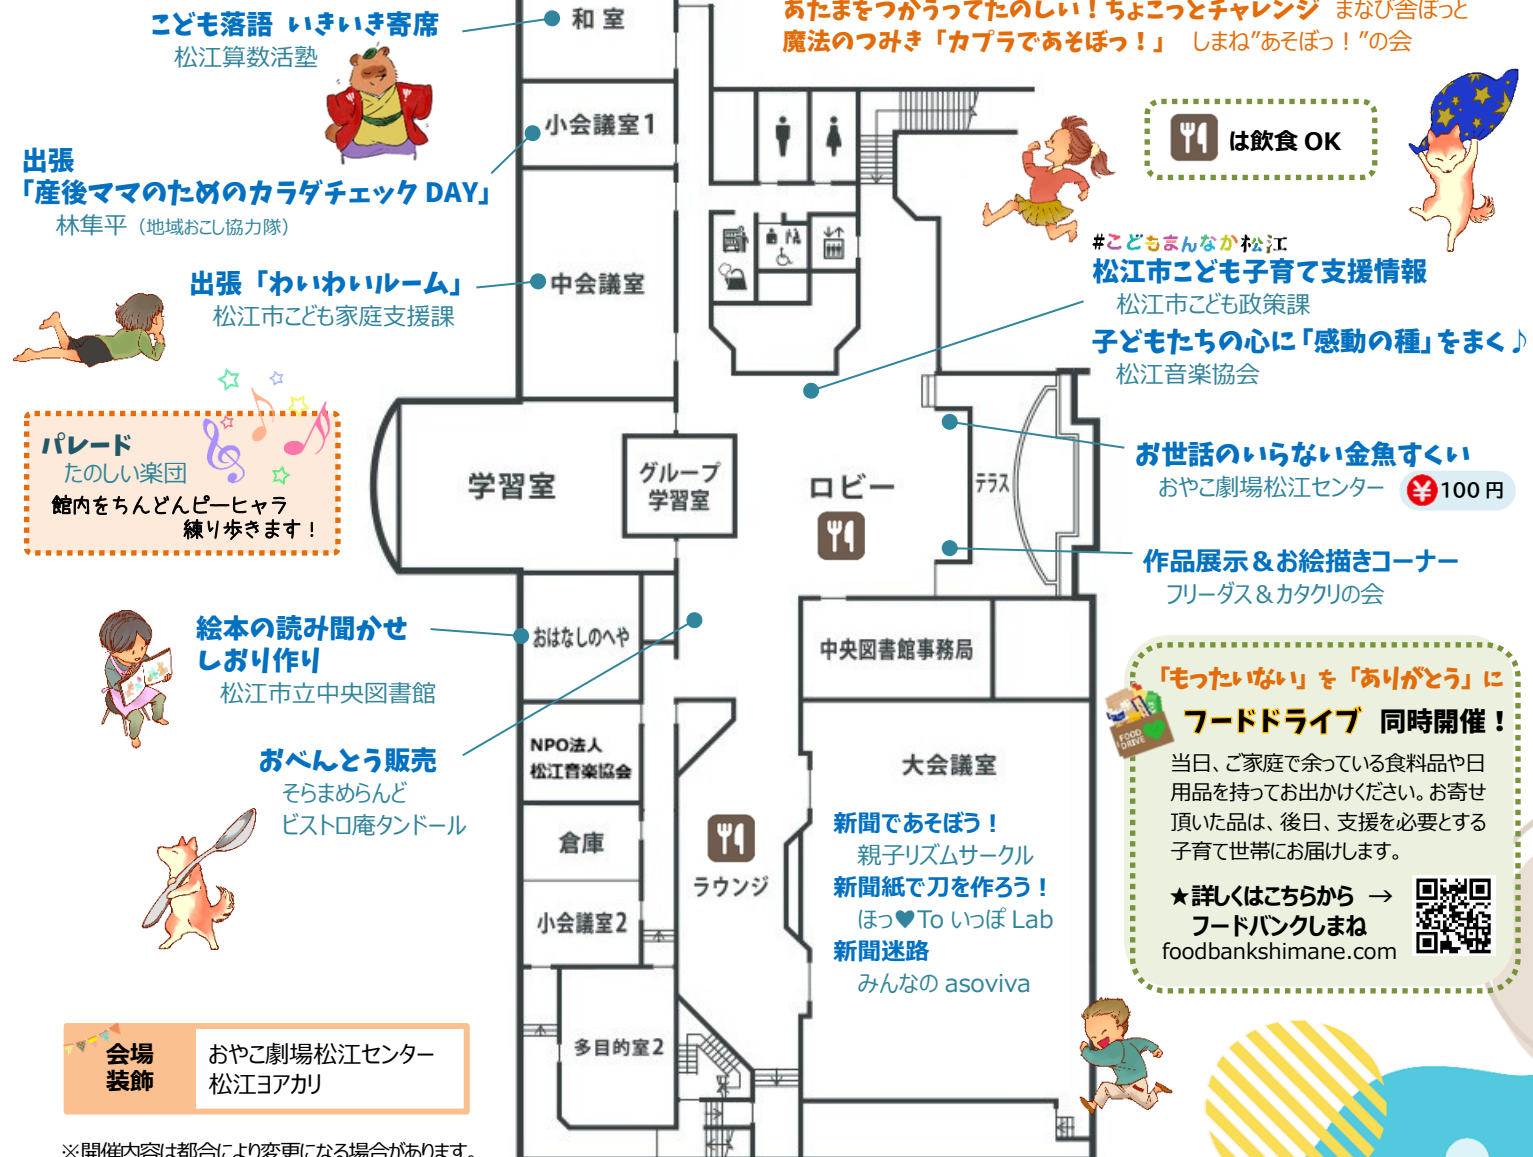 こども落語 いきいき寄席
松江算数活塾
和室
あたまをつかうってたのしい！ちょこっとチャレンジ まなび舎ぽっと
魔法のつみき「カプラであそぼっ！」 しまね”あそぼっ！”の会
小会議室1
は飲食 OK
出張
「産後ママのためのカラダチェック DAY」
林隼平（地域おこし協力隊）
出張「わいわいルーム」
松江市こども家庭支援課
中会議室
#こどもまんなか松江
松江市こども子育て支援情報
松江市こども政策課
子どもたちの心に「感動の種」をまく♪
松江音楽協会
パレード
たのしい楽団
館内をちんどんピーヒャラ
練り歩きます！
学習室
グループ
学習室
ロビー
テラス
お世話のいらない金魚すくい
おやこ劇場松江センター
¥100 円
作品展示＆お絵描きコーナー
フリーダス＆カタクリの会
絵本の読み聞かせ
しおり作り
松江市立中央図書館
おはなしのへや
中央図書館事務局
おべんとう販売
そらまめらんど
ビストロ庵タンドール
NPO法人
松江音楽協会
倉庫
小会議室2
多目的室2
ラウンジ
大会議室
新聞であそぼう！
親子リズムサークル
新聞紙で刀を作ろう！
ほっ♥To いっぽ Lab
新聞迷路
みんなの asoviva
「もったいない」を「ありがとう」に
FOOD
DRIVE
フードドライブ 同時開催！
当日、ご家庭で余っている食料品や日
用品を持ってお出かけください。お寄せ
頂いた品は、後日、支援を必要とする
子育て世帯にお届けします。
★詳しくはこちらから →
フードバンクしまね
foodbankshimane.com
会場
装飾
おやこ劇場松江センター
松江ヨアカリ
※開催内容は都合により変更になる場合があります。